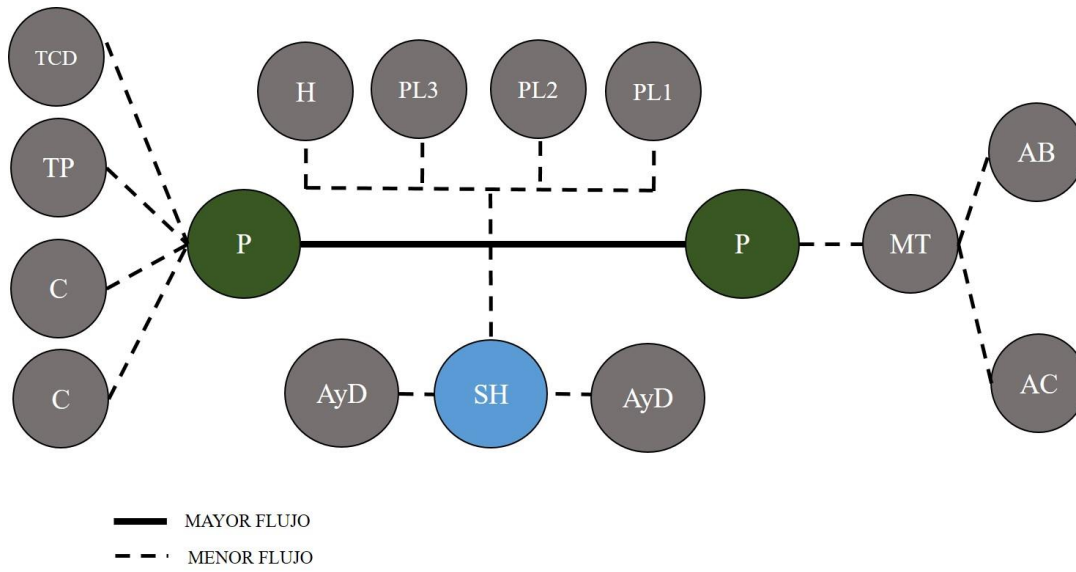 TCD
TP
C
C
H
PL3
PL2
PL1
P
P
MT
AB
AC
AyD
SH
AyD
MAYOR FLUJO
MENOR FLUJO